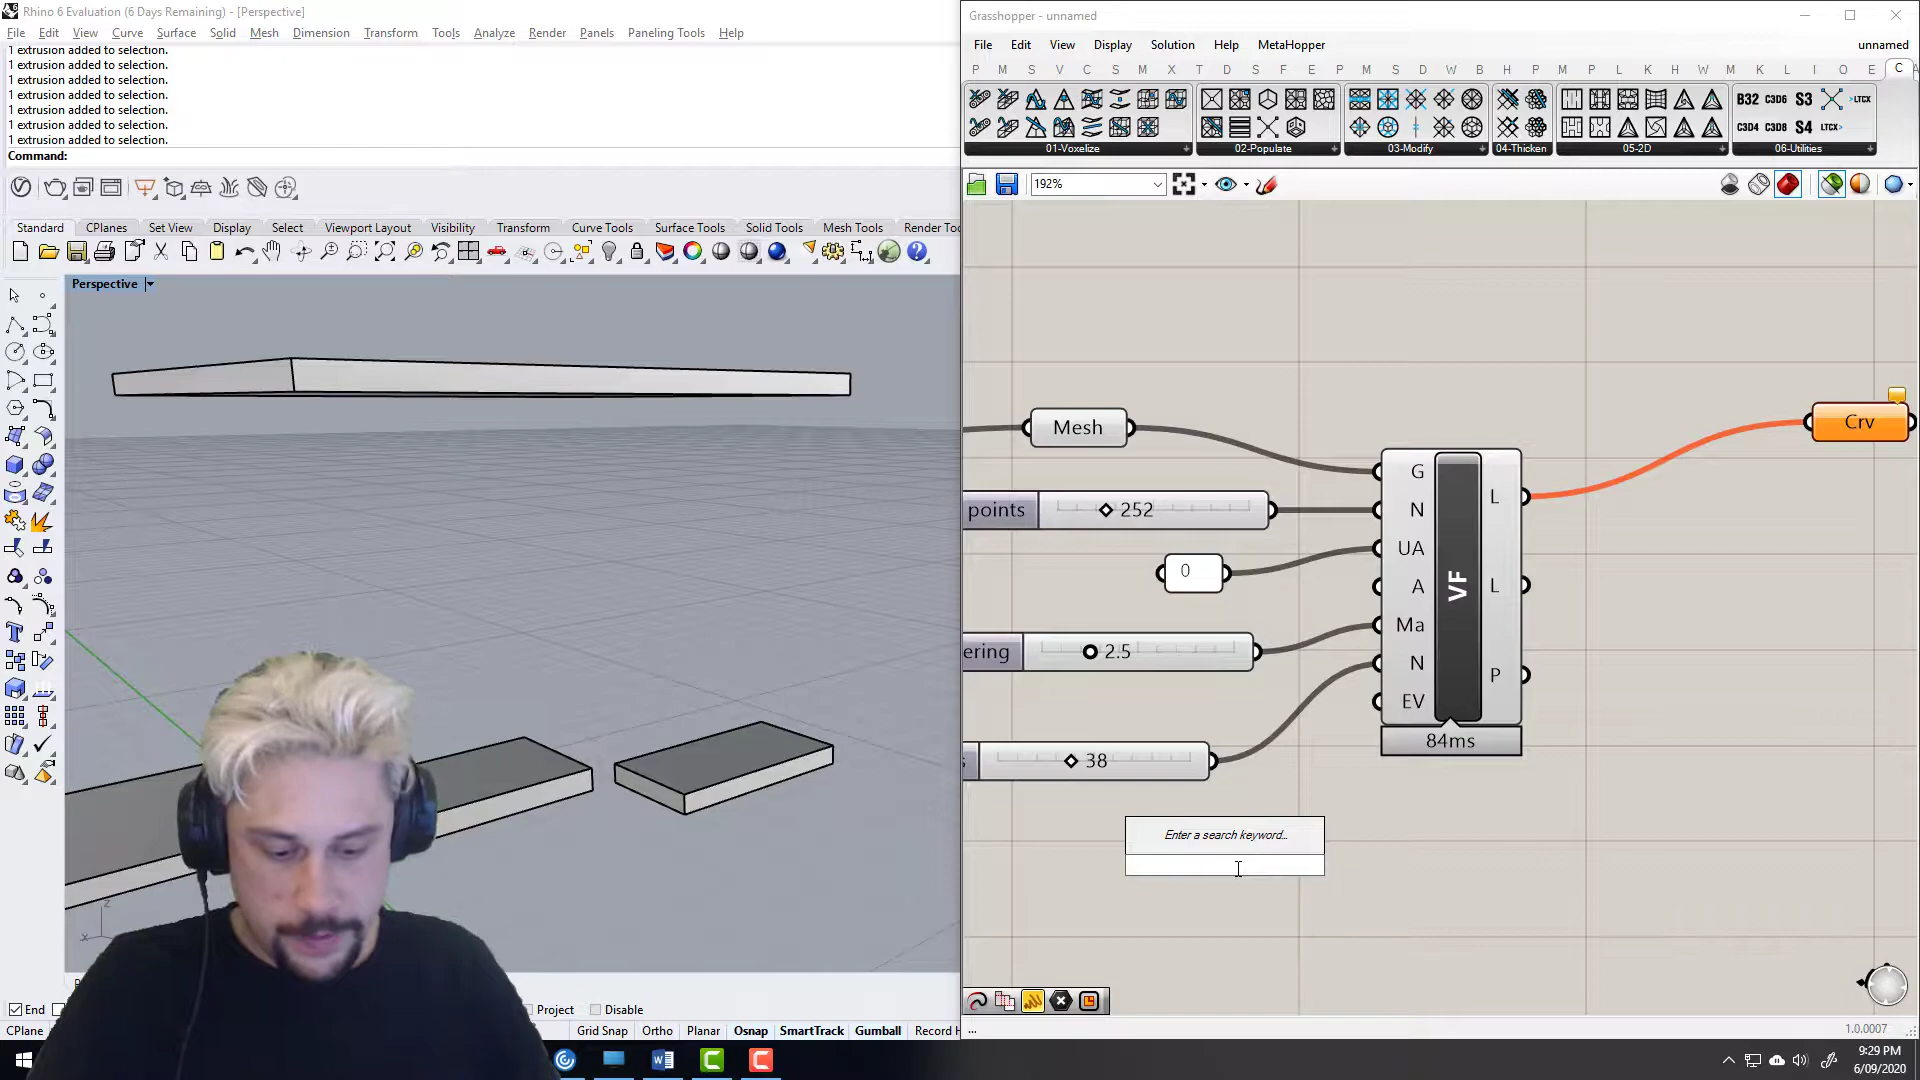 Rhino 6 Evaluation (6 Days Remaining) - [Perspective]
File Edit View Curve Surface Solid Mesh Dimension Transform Tools Analyze Render Panels Paneling Tools Help
1 extrusion added to selection.
1 extrusion added to selection.
1 extrusion added to selection.
1 extrusion added to selection.
1 extrusion added to selection.
1 extrusion added to selection.
1 extrusion added to selection.
Command:
Standard CPlanes Set View Display Select Viewport Layout Visibility Transform Curve Tools Surface Tools Solid Tools Mesh Tools Render Too
Perspective
z
x
End Project Disable
CPlane Grid Snap Ortho Planar Osnap SmartTrack Gumball Record H
Grasshopper - unnamed
File Edit View Display Solution Help MetaHopper unnamed
P M S V C S M X T D S F E P M S D W B H P M P L K H W M K L I O E C
B32 C3D6 S3 >LTCX
C3D4 C3D8 S4 LTCX>
01-Voxelize 02-Populate 03-Modify 04-Thicken 05-2D 06-Utilities
192%
Mesh
Crv
points 252
0
ering 2.5
s 38
G
N
UA
A
Ma
N
EV
VF
L
L
P
84ms
Enter a search keyword...
...
1.0.0007
9:29 PM
6/09/2020